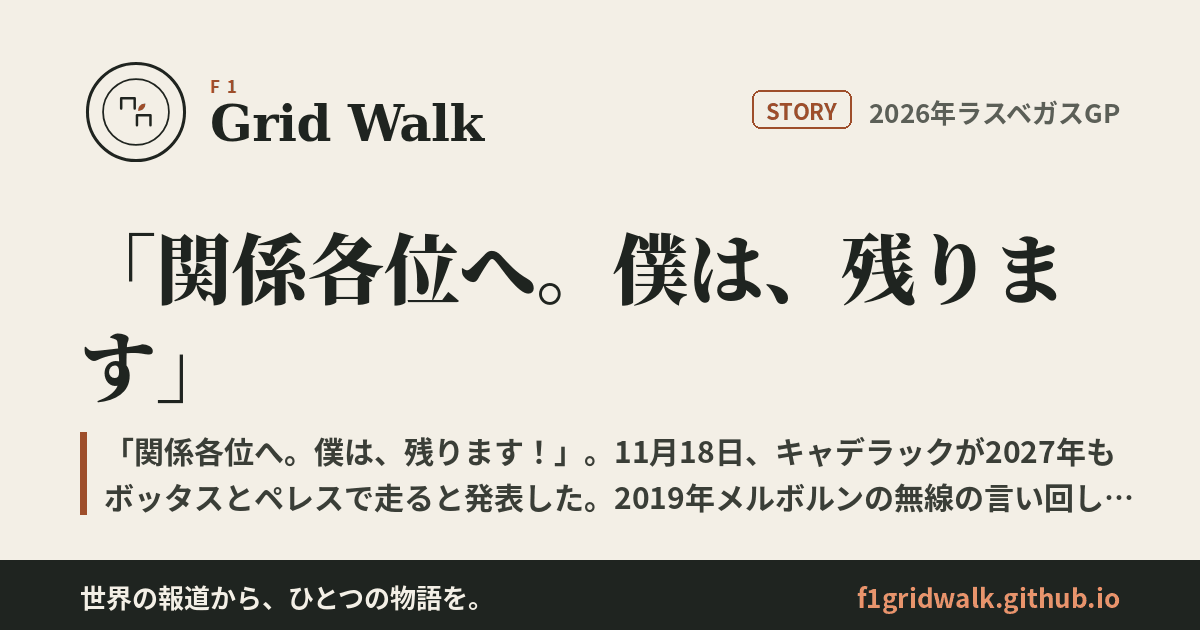 F1
Grid Walk
STORY
2026年ラスベガスGP
「関係各位へ。僕は、残りま
す」
「関係各位へ。僕は、残ります！」。11月18日、キャデラックが2027年も
ボッタスとペレスで走ると発表した。2019年メルボルンの無線の言い回し…
世界の報道から、ひとつの物語を。
f1gridwalk.github.io